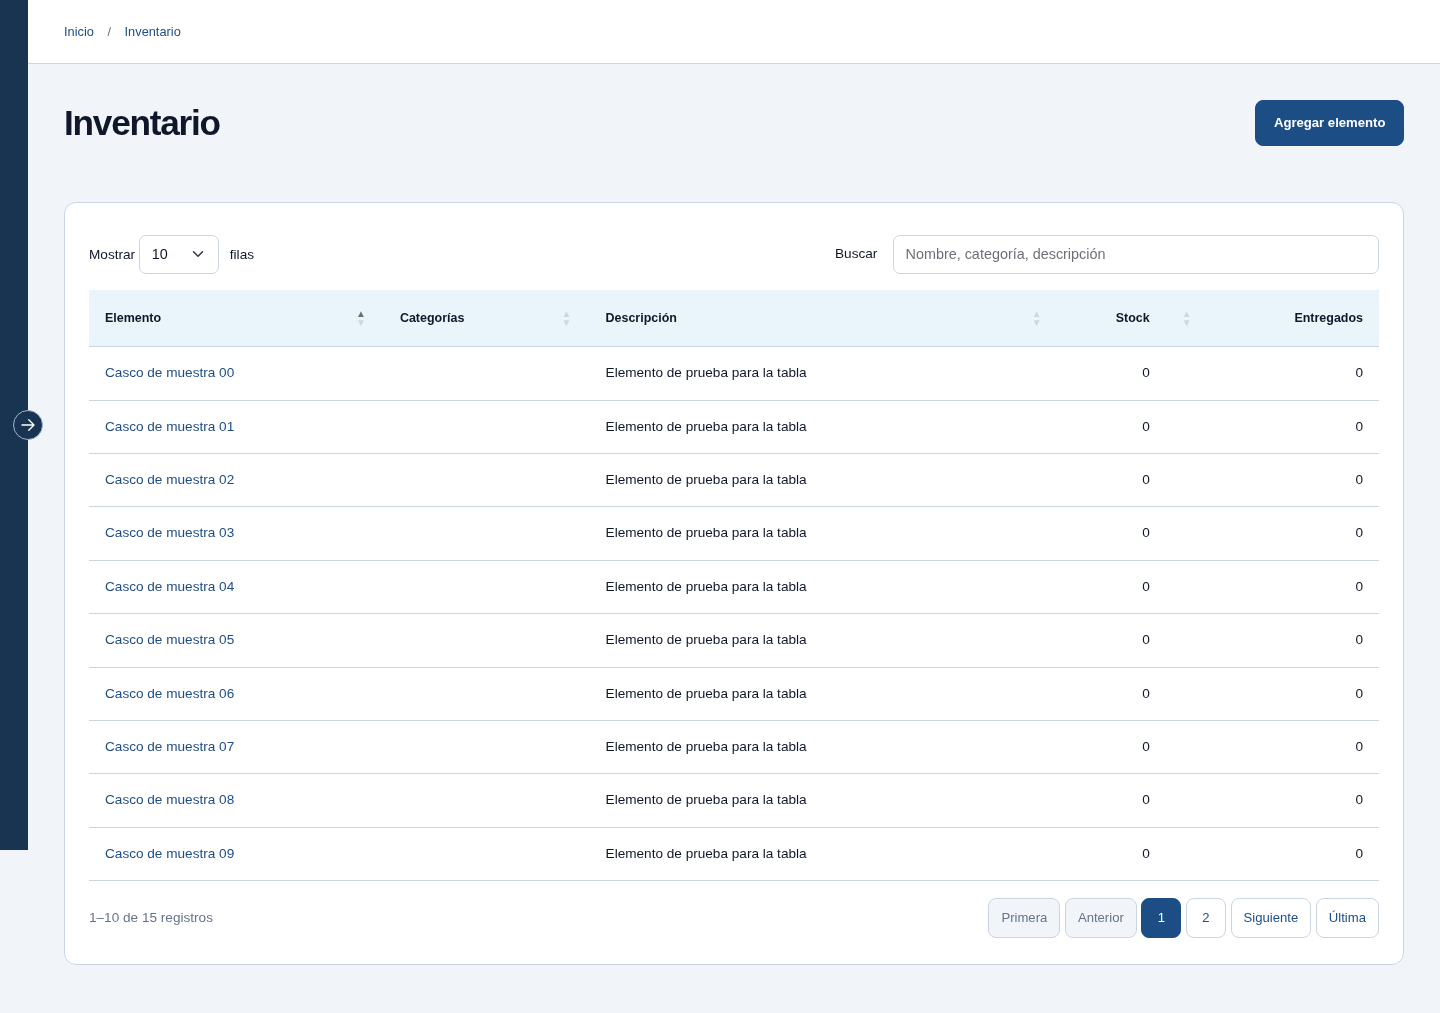 Inicio / Inventario
Inventario
Agregar elemento
Mostrar 10 filas
Buscar Nombre, categoría, descripción
Elemento ▲▼ Categorías ▲▼ Descripción ▲▼ Stock ▲▼ Entregados
Casco de muestra 00 Elemento de prueba para la tabla 0 0
Casco de muestra 01 Elemento de prueba para la tabla 0 0
Casco de muestra 02 Elemento de prueba para la tabla 0 0
Casco de muestra 03 Elemento de prueba para la tabla 0 0
Casco de muestra 04 Elemento de prueba para la tabla 0 0
Casco de muestra 05 Elemento de prueba para la tabla 0 0
Casco de muestra 06 Elemento de prueba para la tabla 0 0
Casco de muestra 07 Elemento de prueba para la tabla 0 0
Casco de muestra 08 Elemento de prueba para la tabla 0 0
Casco de muestra 09 Elemento de prueba para la tabla 0 0
1–10 de 15 registros
Primera Anterior 1 2 Siguiente Última